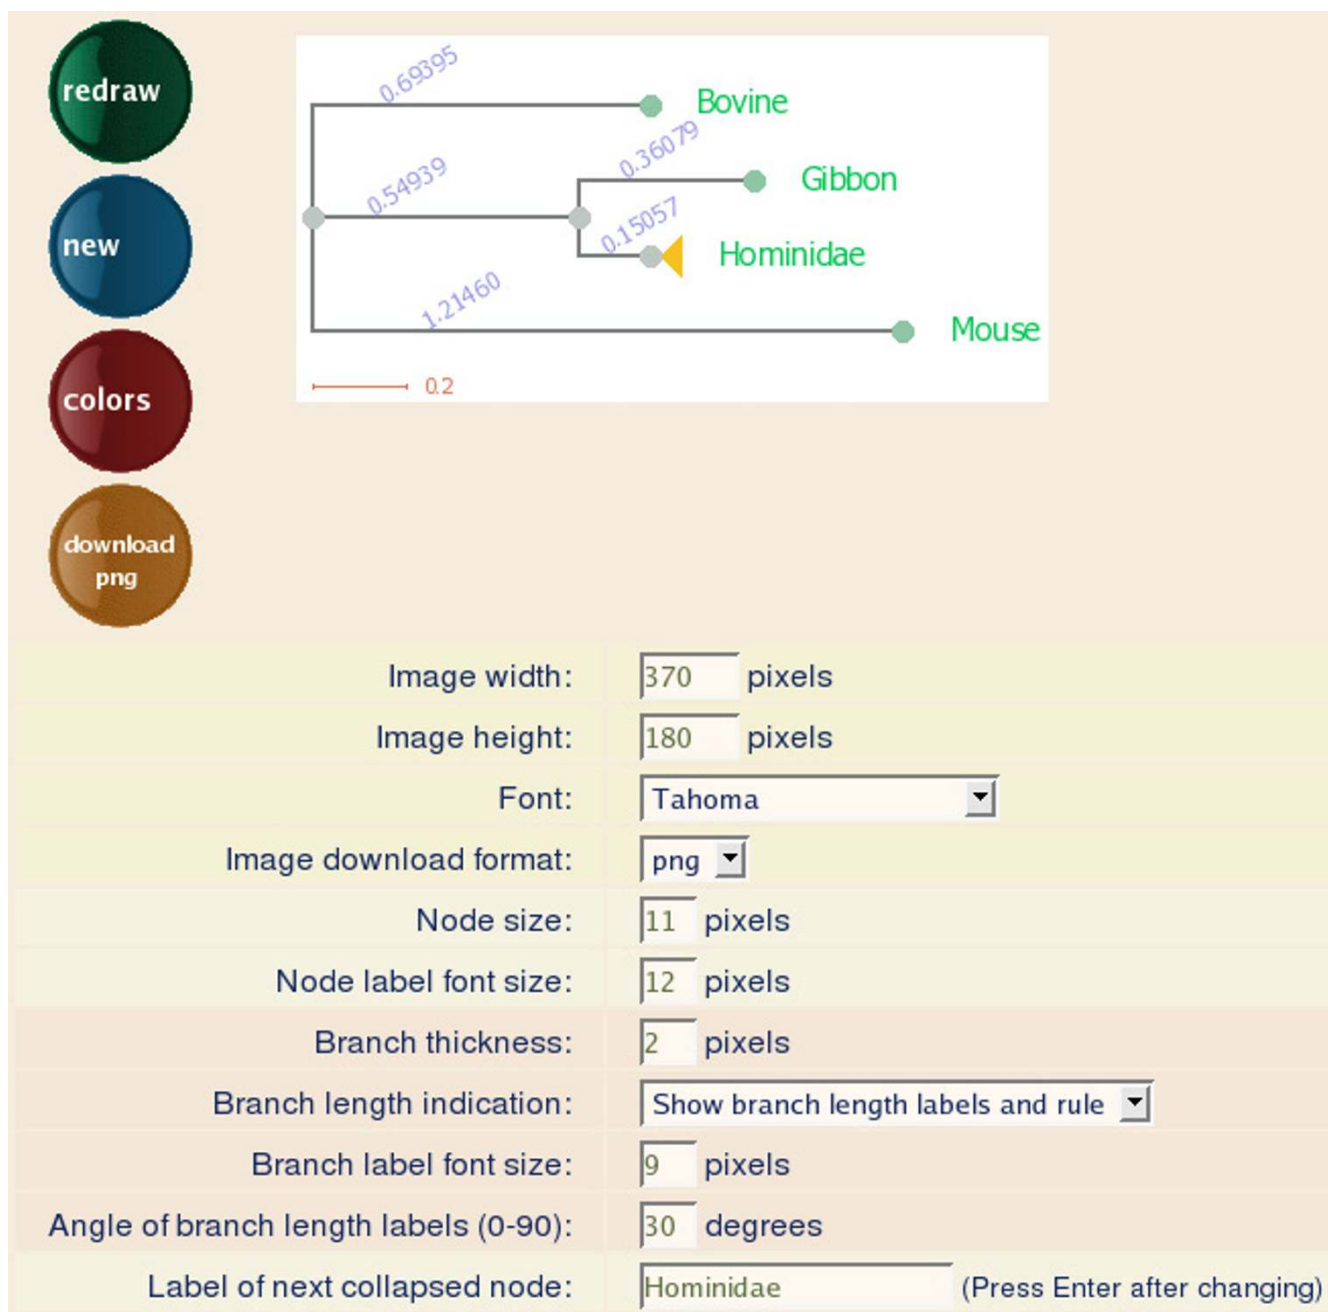 redraw
new
colors
download
png
0.69395
Bovine
0.36079
0.54939
Gibbon
0.15057
Hominidae
1.21460
Mouse
0.2
Image width: 370 pixels
Image height: 180 pixels
Font: Tahoma
Image download format: png
Node size: 11 pixels
Node label font size: 12 pixels
Branch thickness: 2 pixels
Branch length indication: Show branch length labels and rule
Branch label font size: 9 pixels
Angle of branch length labels (0-90): 30 degrees
Label of next collapsed node: Hominidae (Press Enter after changing)